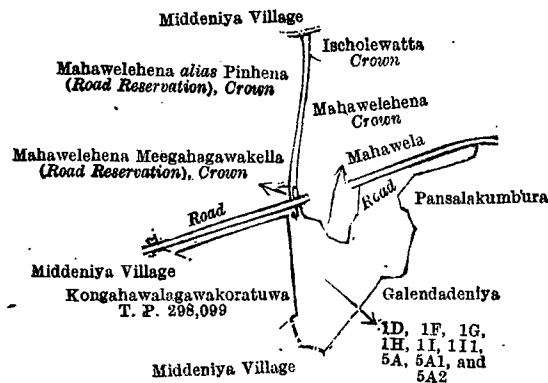 Middeniya Village
Ischolewatta
Crown
Mahawelehena alias Pinhena
(Road Reservation), Crown
Mahawelehena
Crown
Mahawelehena Meegahagawakella
(Road Reservation), Crown
Mahawela
Road
Pansalakumbura
Road
Middeniya Village
Kongahawalagawakoratuwa
T. P. 298,099
Galendadeniya
1D, 1F, 1G,
1H, 1I, 1I1,
5A, 5A1, and
5A2
Middeniya Village